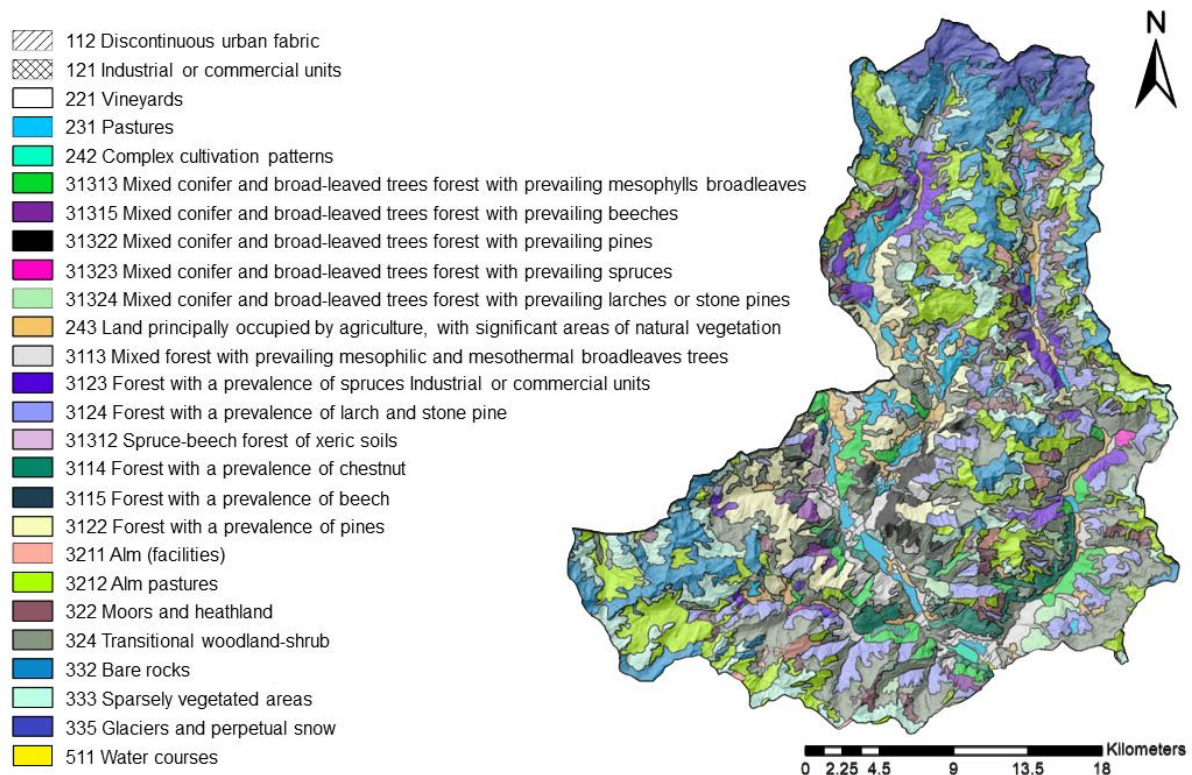 112 Discontinuous urban fabric
121 Industrial or commercial units
221 Vineyards
231 Pastures
242 Complex cultivation patterns
31313 Mixed conifer and broad-leaved trees forest with prevailing mesophylls broadleaves
31315 Mixed conifer and broad-leaved trees forest with prevailing beeches
31322 Mixed conifer and broad-leaved trees forest with prevailing pines
31323 Mixed conifer and broad-leaved trees forest with prevailing spruces
31324 Mixed conifer and broad-leaved trees forest with prevailing larches or stone pines
243 Land principally occupied by agriculture, with significant areas of natural vegetation
3113 Mixed forest with prevailing mesophilic and mesothermal broadleaves trees
3123 Forest with a prevalence of spruces Industrial or commercial units
3124 Forest with a prevalence of larch and stone pine
31312 Spruce-beech forest of xeric soils
3114 Forest with a prevalence of chestnut
3115 Forest with a prevalence of beech
3122 Forest with a prevalence of pines
3211 Alm (facilities)
3212 Alm pastures
322 Moors and heathland
324 Transitional woodland-shrub
332 Bare rocks
333 Sparsely vegetated areas
335 Glaciers and perpetual snow
511 Water courses
N
Kilometers
0 2.25 4.5 9 13.5 18